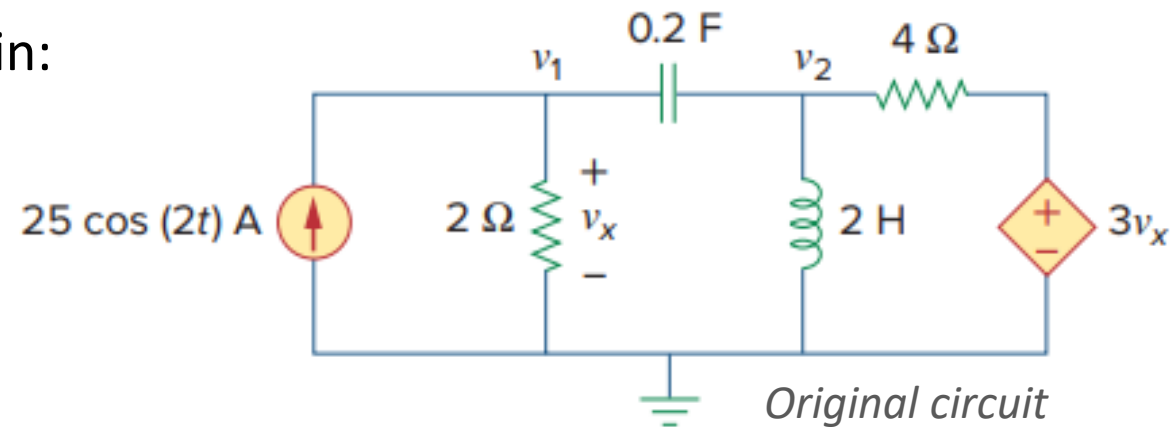 in:
0.2 F
4 Ω
v₁
v₂
+
25 cos (2t) A
2 Ω
vₓ
2 H
+
3vₓ
−
−
Original circuit